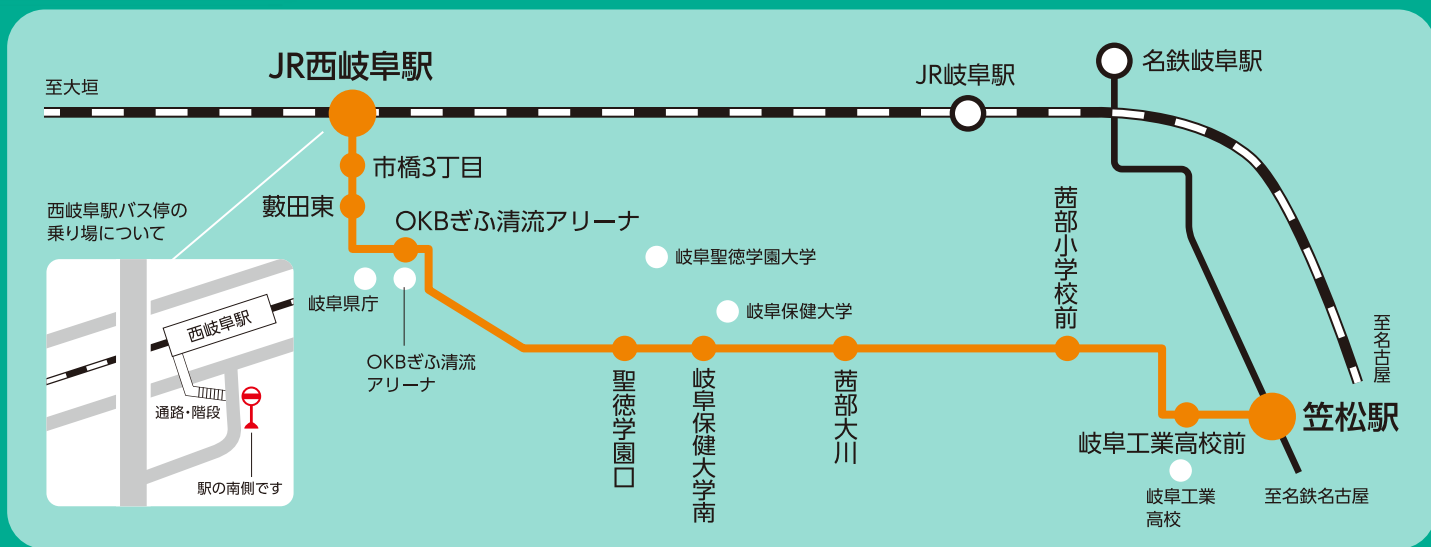 JR西岐阜駅
名鉄岐阜駅
JR岐阜駅
至大垣
市橋3丁目
藪田東
OKBぎふ清流アリーナ
西岐阜駅バス停の
乗り場について
岐阜聖徳学園大学
岐阜県庁
岐阜保健大学
OKBぎふ清流
アリーナ
茜部小学校前
至名古屋
西岐阜駅
通路・階段
駅の南側です
聖徳学園口
岐阜保健大学南
茜部大川
笠松駅
岐阜工業高校前
岐阜工業
高校
至名鉄名古屋